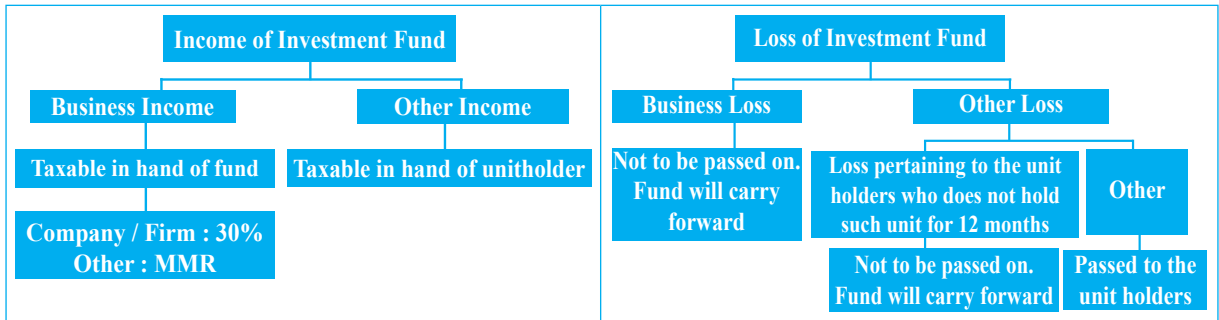 Income of Investment Fund
Business Income
Other Income
Taxable in hand of fund
Taxable in hand of unitholder
Company / Firm : 30%
Other : MMR
Loss of Investment Fund
Business Loss
Other Loss
Not to be passed on.
Fund will carry
forward
Loss pertaining to the unit
holders who does not hold
such unit for 12 months
Other
Not to be passed on.
Fund will carry forward
Passed to the
unit holders